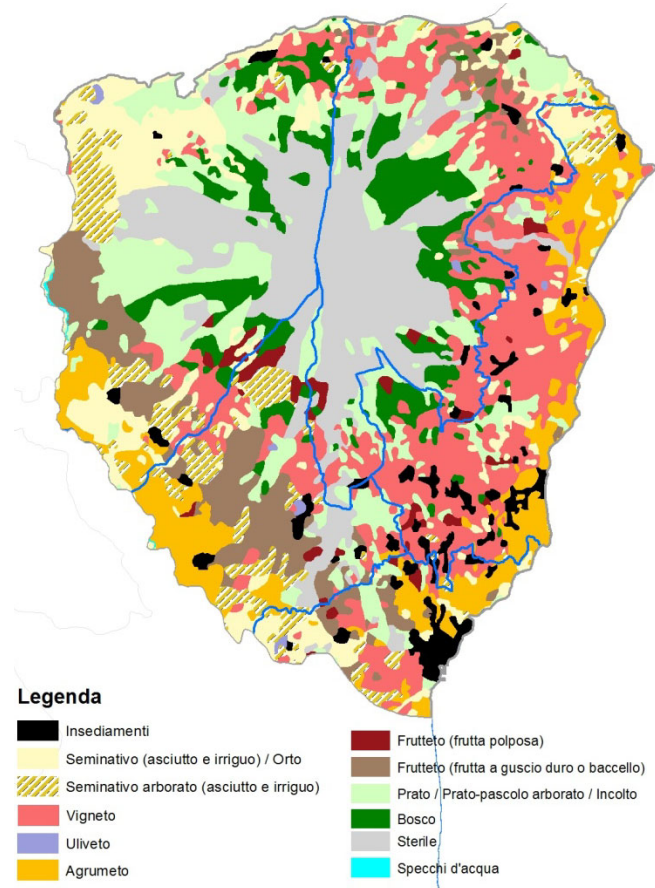 Legenda
Insediamenti
Seminativo (asciutto e irriguo) / Orto
Seminativo arborato (asciutto e irriguo)
Vigneto
Uliveto
Agrumeto
Frutteto (frutta polposa)
Frutteto (frutta a guscio duro o baccello)
Prato / Prato-pascolo arborato / Incolto
Bosco
Sterile
Specchi d'acqua